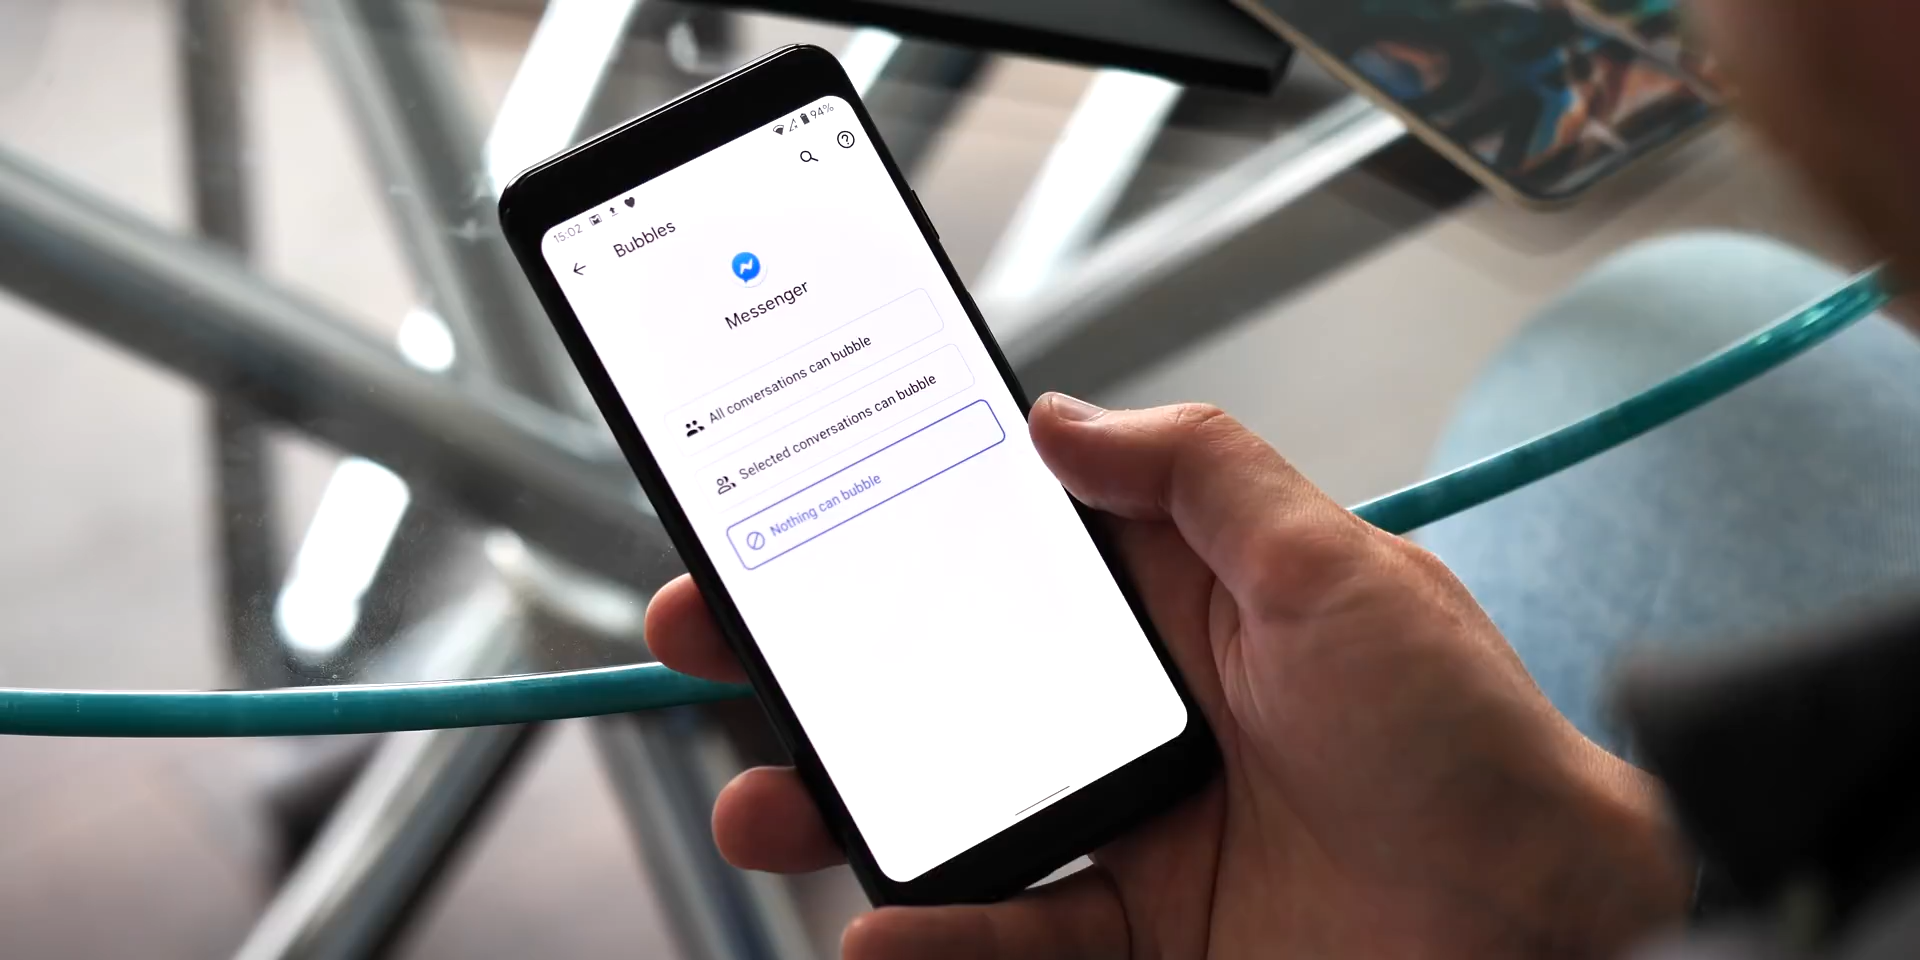 15:02
94%
Bubbles
Messenger
All conversations can bubble
Selected conversations can bubble
Nothing can bubble